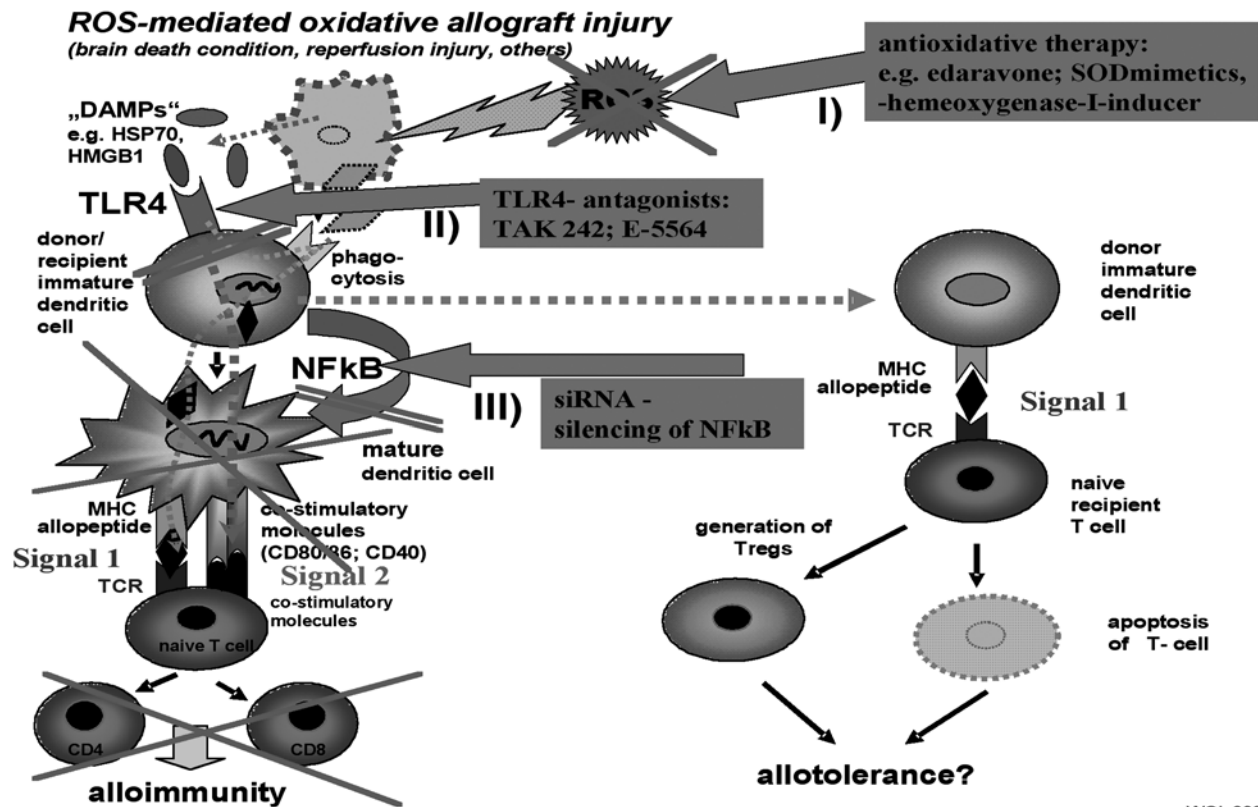 ROS-mediated oxidative allograft injury
(brain death condition, reperfusion injury, others)
antioxidative therapy:
e.g. edaravone; SODmimetics,
-hemeoxygenase-I-inducer
I)
ROS
„DAMPs“
e.g. HSP70,
HMGB1
TLR4
II)
TLR4- antagonists:
TAK 242; E-5564
donor/
recipient
immature
dendritic
cell
phago-
cytosis
donor
immature
dendritic
cell
NFkB
III)
siRNA -
silencing of NFkB
mature
dendritic cell
MHC
allopeptide
Signal 1
TCR
naive
recipient
T cell
MHC
allopeptide
co-stimulatory
molecules
(CD80/86; CD40)
Signal 1
Signal 2
TCR
co-stimulatory
molecules
naive T cell
generation of
Tregs
apoptosis
of T- cell
CD4
CD8
alloimmunity
allotolerance?